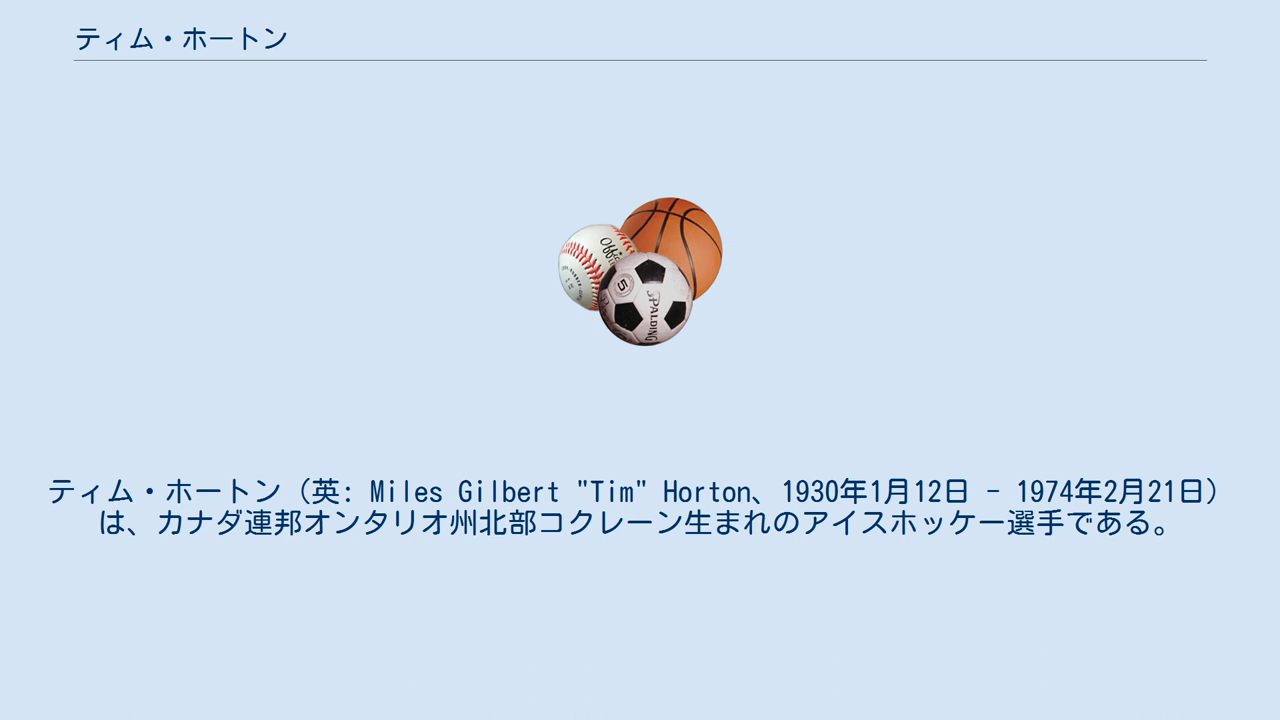 ティム・ホートン
Offic
5
SPALDING
ティム・ホートン（英: Miles Gilbert "Tim" Horton、1930年1月12日 - 1974年2月21日）
は、カナダ連邦オンタリオ州北部コクレーン生まれのアイスホッケー選手である。